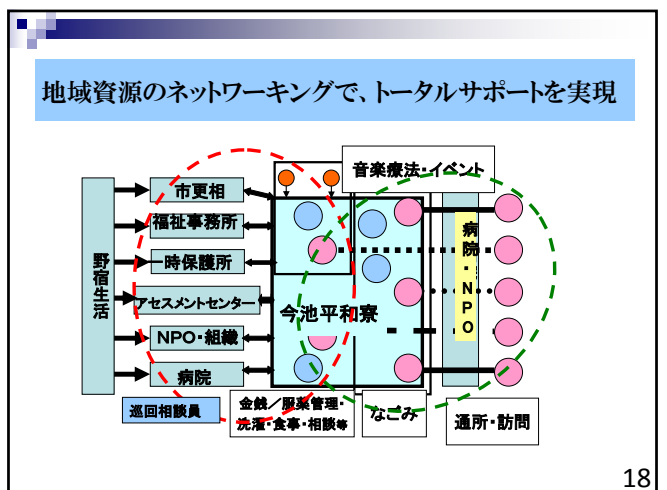 地域資源のネットワーキングで、トータルサポートを実現
音楽療法・イベント
野宿生活
市更相
福祉事務所
一時保護所
アセスメントセンター
NPO・組織
病院
巡回相談員
今池平和寮
病院・NPO
金銭/服薬管理・
洗濯・食事・相談等
なごみ
通所・訪問
18